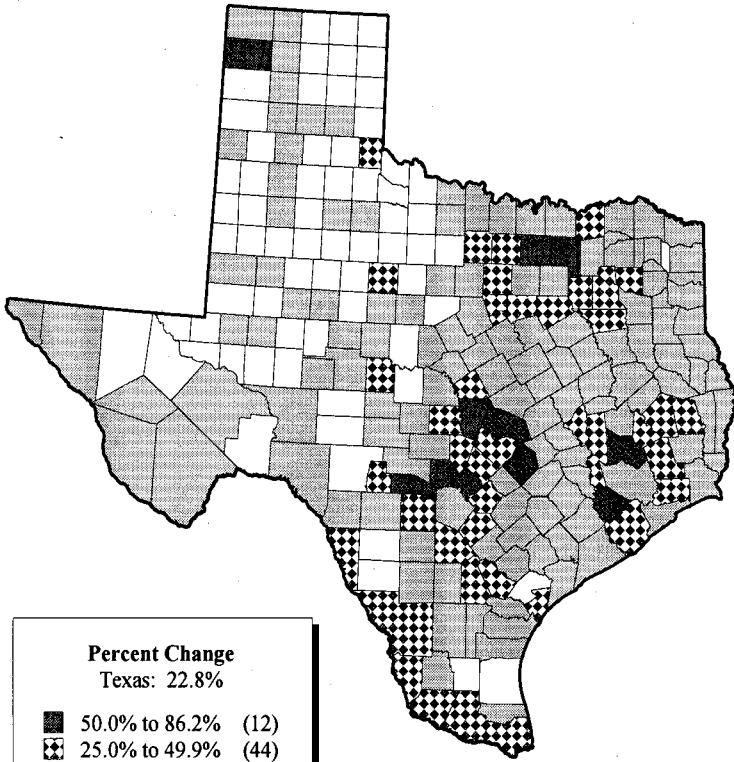 Percent Change
Texas: 22.8%
50.0% to 86.2% (12)
25.0% to 49.9% (44)